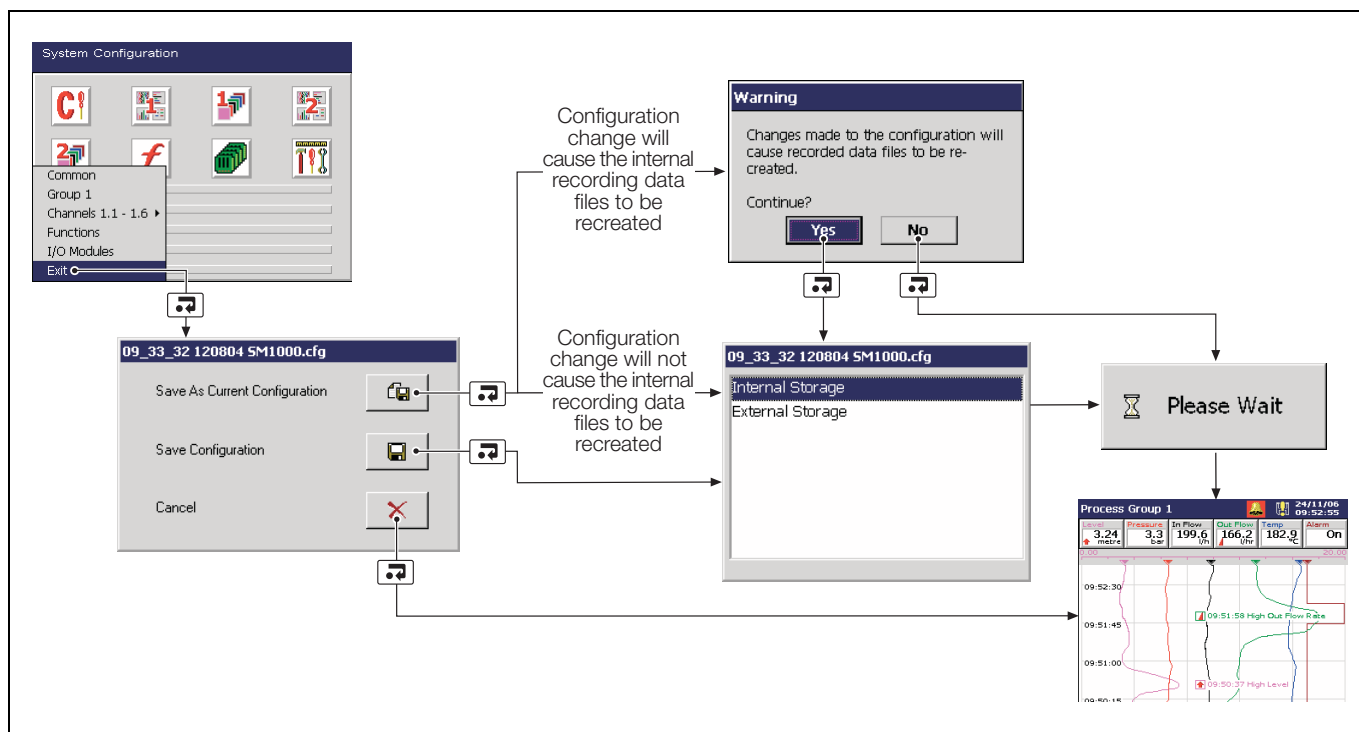 System Configuration
C
1
1
2
2
f
Common
Group 1
Channels 1.1 - 1.6
Functions
I/O Modules
Exit
09_33_32 120804 SM1000.cfg
Save As Current Configuration
Save Configuration
Cancel
Configuration
change will
cause the internal
recording data
files to be
recreated
Warning
Changes made to the configuration will
cause recorded data files to be re-
created.
Continue?
Yes
No
Configuration
change will not
cause the internal
recording data
files to be
recreated
09_33_32 120804 SM1000.cfg
Internal Storage
External Storage
Please Wait
Process Group 1
24/11/06
09:52:55
Level
3.24
metre
Pressure
3.3
bar
In Flow
199.6
l/h
Out Flow
166.2
l/hr
Temp
182.9
°C
Alarm
On
0.00
20.00
09:52:30
09:51:58 High Out Flow Rate
09:51:45
09:51:00
09:50:37 High Level
09:50:15